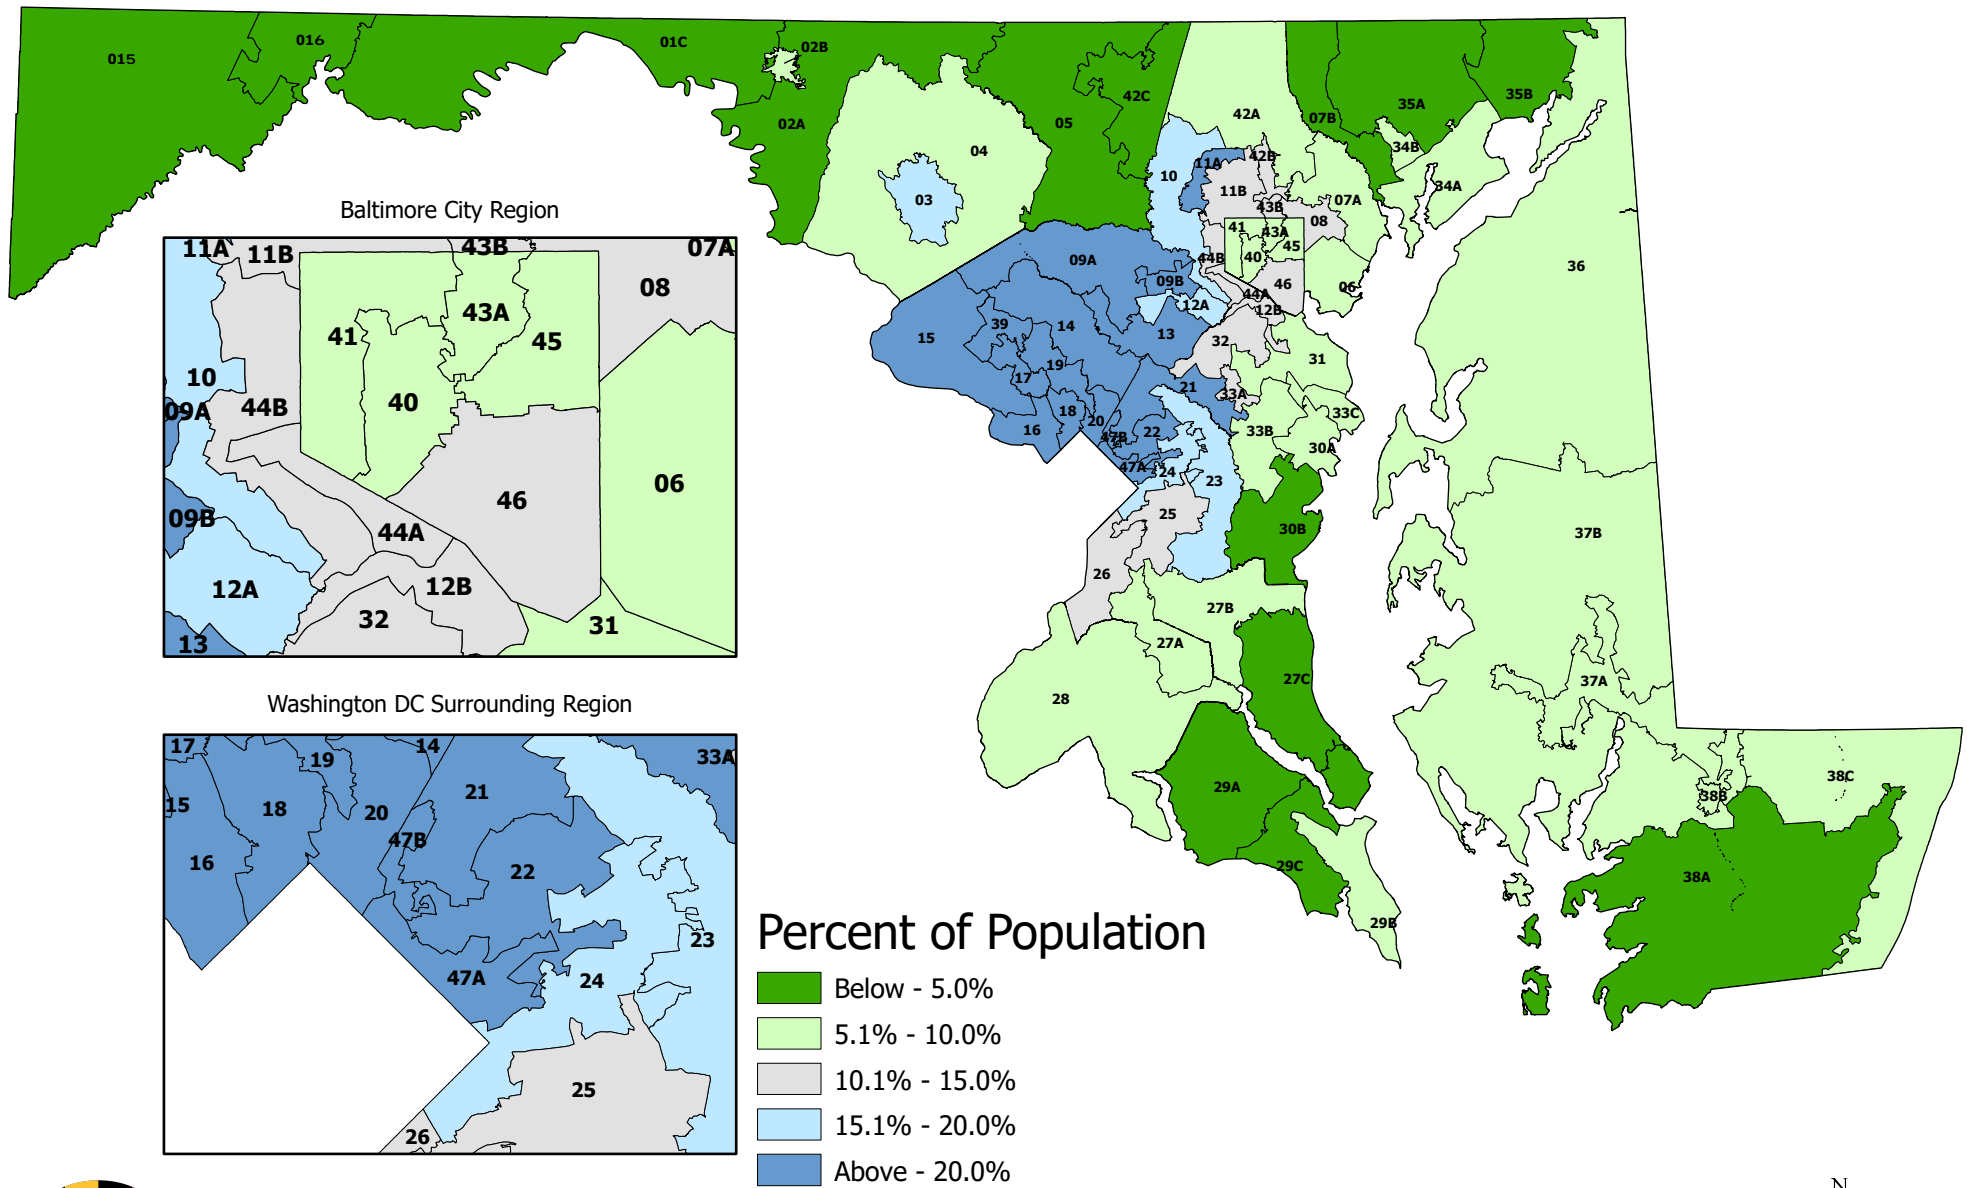 015
016
01C
02B
02A
42C
05
04
03
42A
07B
35A
35B
34B
34A
10
11A
42B
11B
43B
07A
08
41
43A
45
40
44B
46
06
44A
12B
36
09A
09B
12A
15
39
14
13
32
31
19
17
21
33A
18
20
33C
16
47B
22
33B
30A
47A
24
23
25
30B
37B
26
27B
27A
28
27C
37A
29A
38C
38B
29C
38A
29B
Baltimore City Region
11A
11B
43B
07A
08
41
43A
45
10
09A
44B
40
06
46
09B
44A
12A
12B
32
31
13
Washington DC Surrounding Region
17
19
14
33A
15
18
20
21
47B
16
22
23
47A
24
25
26
Percent of Population
Below - 5.0%
5.1% - 10.0%
10.1% - 15.0%
15.1% - 20.0%
Above - 20.0%
N